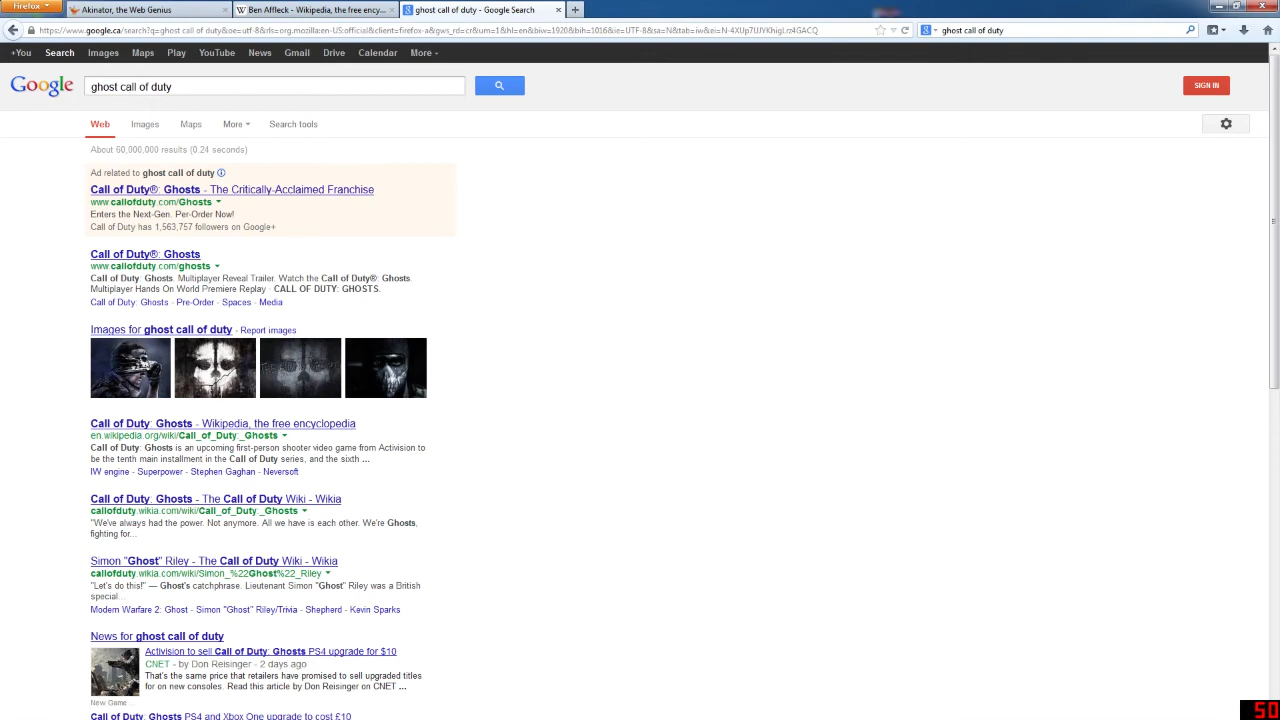 Firefox
Akinator, the Web Genius
Ben Affleck - Wikipedia, the free ency...
ghost call of duty - Google Search
https://www.google.ca/search?q=ghost call of duty&oe=utf-8&rls=org.mozilla:en-US:official&client=firefox-a&gws_rd=cr&um=1&hl=en&biw=1920&bih=1016&ie=UTF-8&sa=N&tab=iw&ei=
ghost call of duty
+You Search Images Maps Play YouTube News Gmail Drive Calendar More
Google
ghost call of duty
SIGN IN
Web Images Maps More Search tools
About 60,000,000 results (0.24 seconds)
Ad related to ghost call of duty
Call of Duty®: Ghosts - The Critically-Acclaimed Franchise
www.callofduty.com/Ghosts
Enters the Next-Gen. Per-Order Now!
Call of Duty has 1,563,757 followers on Google+
Call of Duty®: Ghosts
www.callofduty.com/ghosts
Call of Duty: Ghosts. Multiplayer Reveal Trailer. Watch the Call of Duty®: Ghosts.
Multiplayer Hands On World Premiere Replay · CALL OF DUTY: GHOSTS.
Call of Duty: Ghosts - Pre-Order - Spaces - Media
Images for ghost call of duty - Report images
Call of Duty: Ghosts - Wikipedia, the free encyclopedia
en.wikipedia.org/wiki/Call_of_Duty:_Ghosts
Call of Duty: Ghosts is an upcoming first-person shooter video game from Activision to
be the tenth main installment in the Call of Duty series, and the sixth ...
IW engine - Superpower - Stephen Gaghan - Neversoft
Call of Duty: Ghosts - The Call of Duty Wiki - Wikia
callofduty.wikia.com/wiki/Call_of_Duty:_Ghosts
"We've always had the power. Not anymore. All we have is each other. We're Ghosts,
fighting for...
Simon "Ghost" Riley - The Call of Duty Wiki - Wikia
callofduty.wikia.com/wiki/Simon_%22Ghost%22_Riley
"Let's do this!" — Ghost's catchphrase. Lieutenant Simon "Ghost" Riley was a British
special...
Modern Warfare 2: Ghost - Simon "Ghost" Riley/Trivia - Shepherd - Kevin Sparks
News for ghost call of duty
Activision to sell Call of Duty: Ghosts PS4 upgrade for $10
CNET - by Don Reisinger - 2 days ago
That's the same price that retailers have promised to sell upgraded titles
for on new consoles. Read this article by Don Reisinger on CNET ...
New Game ...
Call of Duty: Ghosts PS4 and Xbox One upgrade to cost £10
50